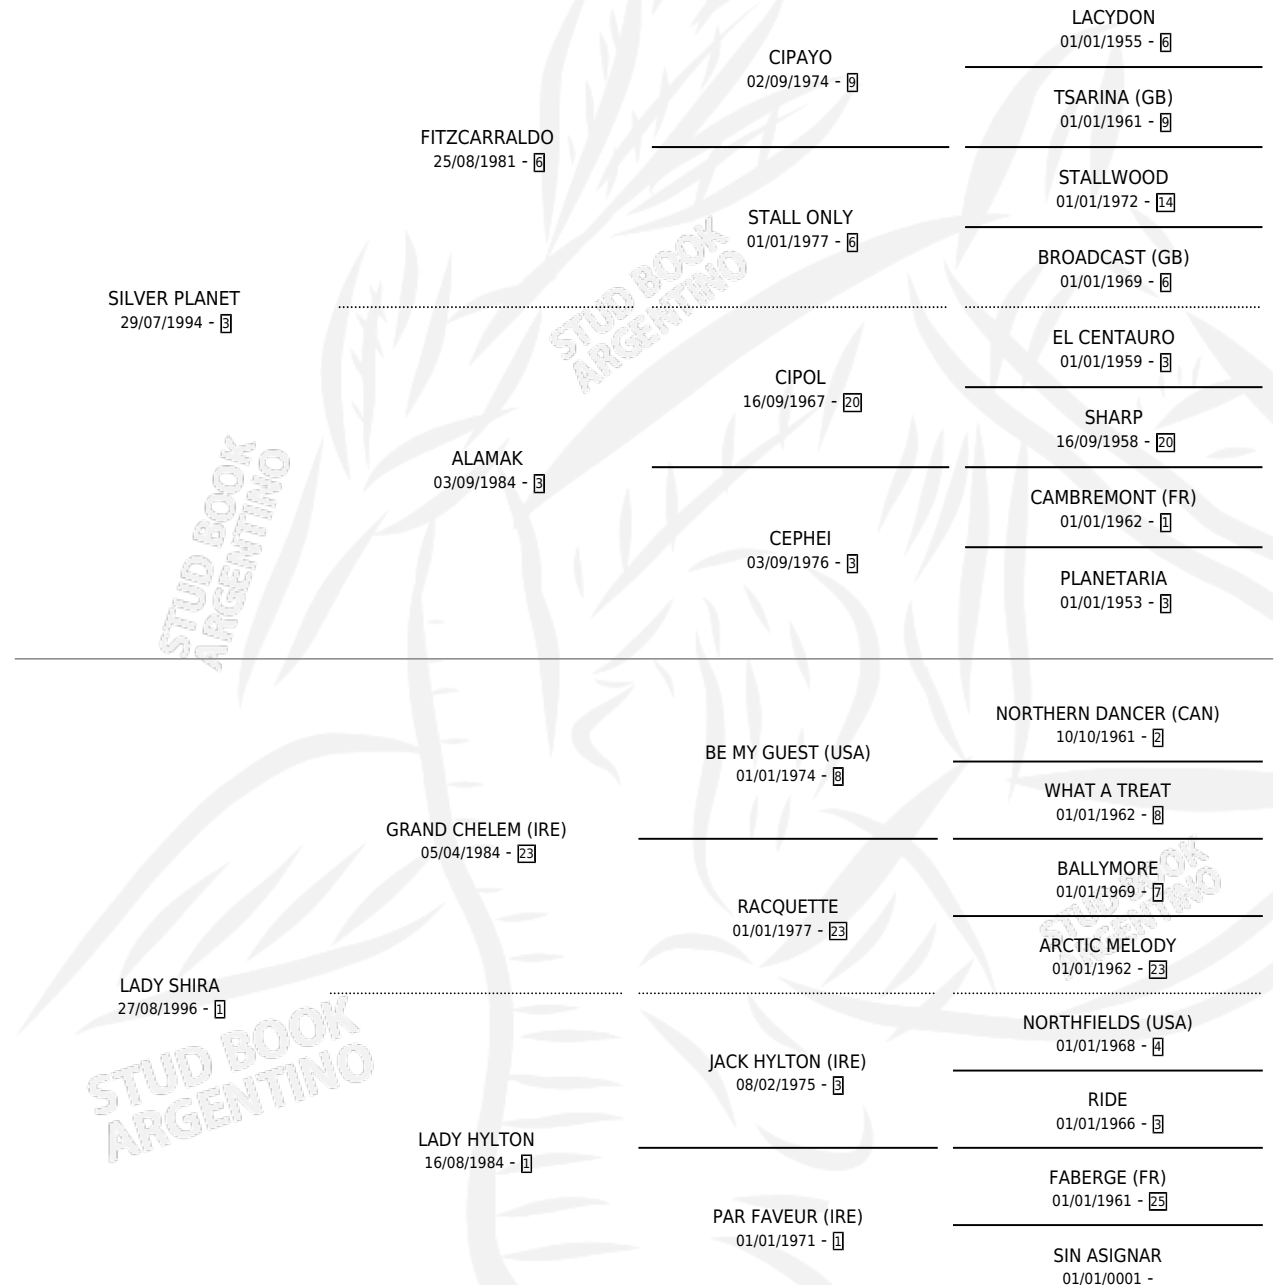 LACYDON
01/01/1955 - 6
CIPAYO
02/09/1974 - 9
TSARINA (GB)
01/01/1961 - 9
FITZCARRALDO
25/08/1981 - 6
STALLWOOD
01/01/1972 - 14
STALL ONLY
01/01/1977 - 6
BROADCAST (GB)
01/01/1969 - 6
SILVER PLANET
29/07/1994 - 3
EL CENTAURO
01/01/1959 - 3
CIPOL
16/09/1967 - 20
SHARP
16/09/1958 - 20
ALAMAK
03/09/1984 - 3
CAMBREMONT (FR)
01/01/1962 - 1
CEPHEI
03/09/1976 - 3
PLANETARIA
01/01/1953 - 3
STUD BOOK
ARGENTINO
STUD BOOK
ARGENTINO
NORTHERN DANCER (CAN)
10/10/1961 - 2
BE MY GUEST (USA)
01/01/1974 - 8
WHAT A TREAT
01/01/1962 - 8
GRAND CHELEM (IRE)
05/04/1984 - 23
BALLYMORE
01/01/1969 - 7
RACQUETTE
01/01/1977 - 23
ARCTIC MELODY
01/01/1962 - 23
LADY SHIRA
27/08/1996 - 1
NORTHFIELDS (USA)
01/01/1968 - 4
JACK HYLTON (IRE)
08/02/1975 - 3
RIDE
01/01/1966 - 3
LADY HYLTON
16/08/1984 - 1
FABERGE (FR)
01/01/1961 - 25
PAR FAVEUR (IRE)
01/01/1971 - 1
SIN ASIGNAR
01/01/0001 -
STUD BOOK
ARGENTINO
STUD BOOK
ARGENTINO